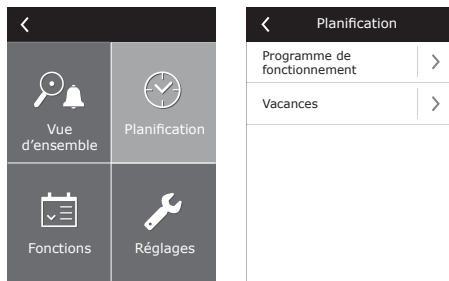 Vue
d'ensemble
Planification
Fonctions
Réglages
Planification
Programme de
fonctionnement
Vacances